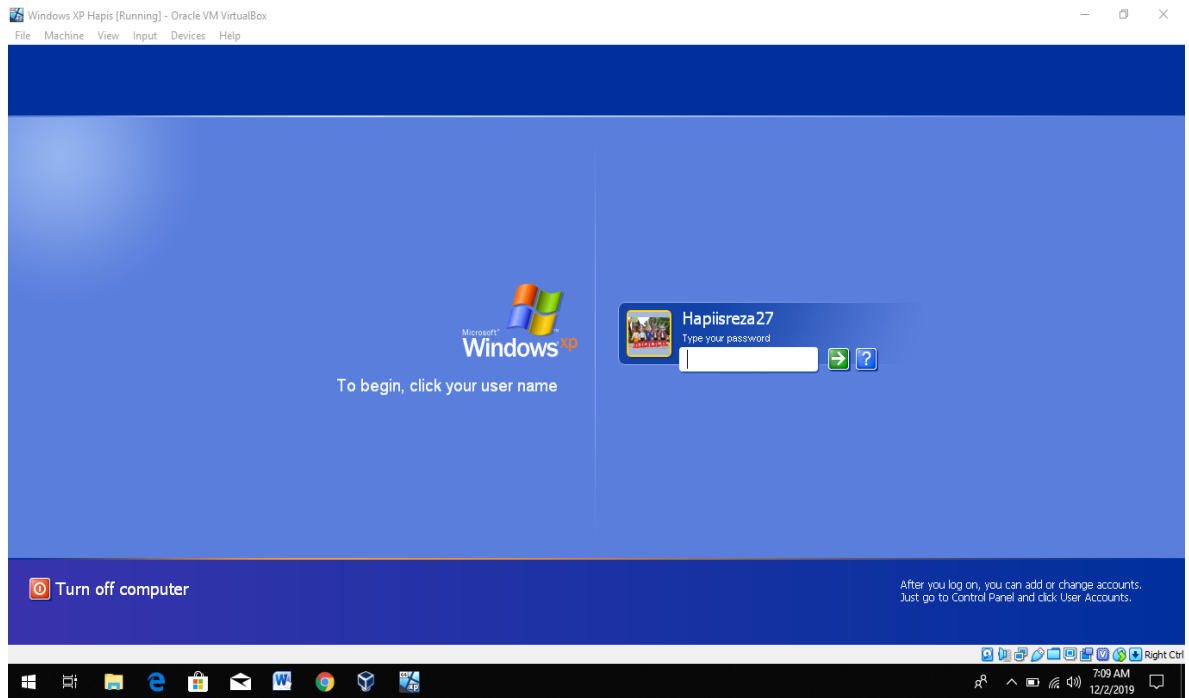 Windows XP Hapis [Running] - Oracle VM VirtualBox
File Machine View Input Devices Help
Microsoft®
Windows xp
To begin, click your user name
Hapiisreza27
Type your password
?
Turn off computer
After you log on, you can add or change accounts.
Just go to Control Panel and click User Accounts.
Right Ctrl
7:09 AM
12/2/2019